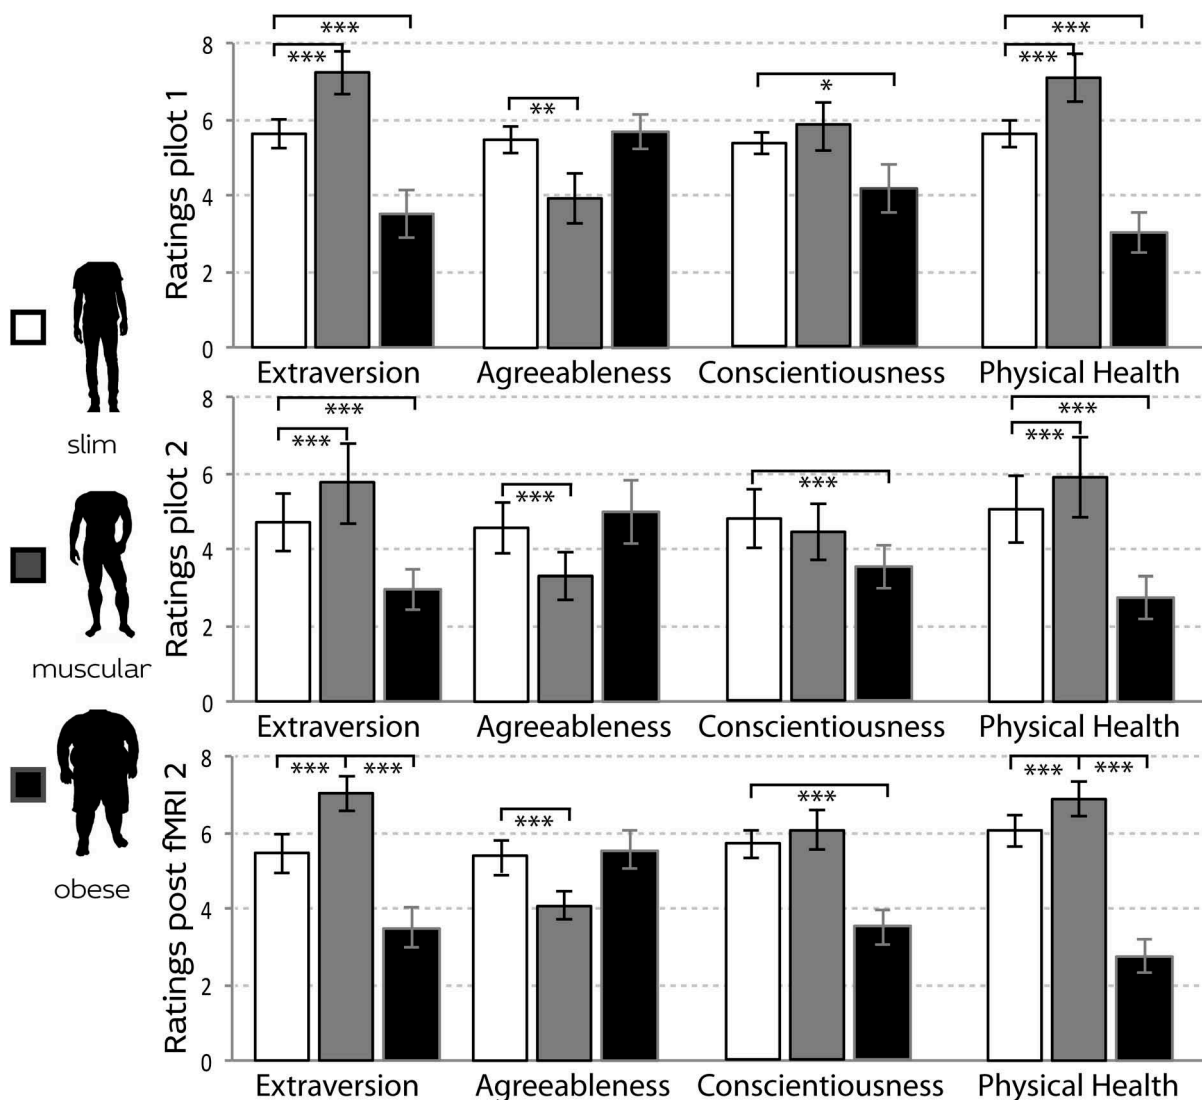 slim
muscular
obese
Ratings pilot 1
8
6
4
2
0
***
***
**
*
***
***
Extraversion
Agreeableness
Conscientiousness
Physical Health
Ratings pilot 2
8
6
4
2
0
***
***
***
***
***
***
Extraversion
Agreeableness
Conscientiousness
Physical Health
Ratings post fMRI 2
8
6
4
2
0
***
***
***
***
***
***
Extraversion
Agreeableness
Conscientiousness
Physical Health